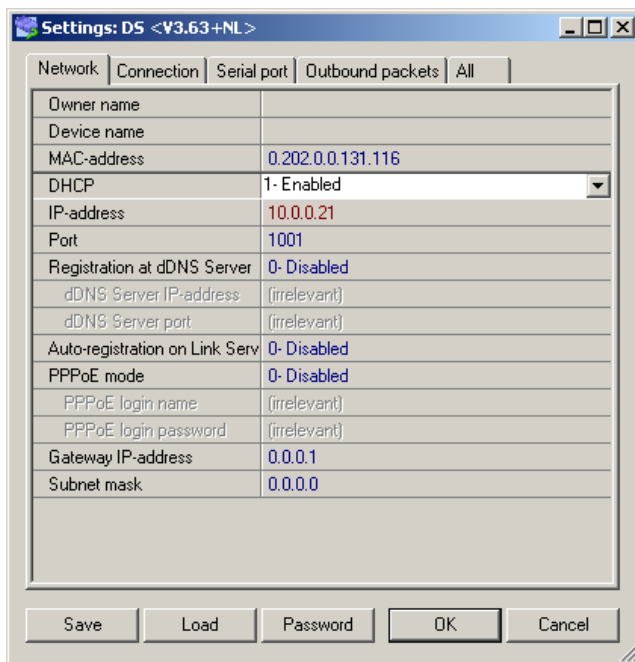 Settings: DS <V3.63+NL>
Network Connection Serial port Outbound packets All
Owner name
Device name
MAC-address 0.202.0.0.131.116
DHCP 1- Enabled
IP-address 10.0.0.21
Port 1001
Registration at dDNS Server 0- Disabled
dDNS Server IP-address (irrelevant)
dDNS Server port (irrelevant)
Auto-registration on Link Serv 0- Disabled
PPPoE mode 0- Disabled
PPPoE login name (irrelevant)
PPPoE login password (irrelevant)
Gateway IP-address 0.0.0.1
Subnet mask 0.0.0.0
Save Load Password OK Cancel